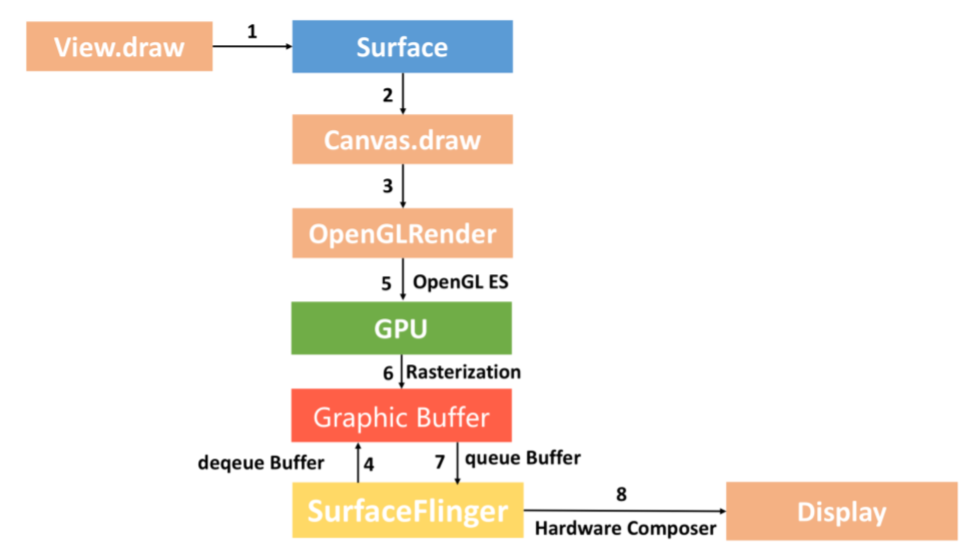 1
View.draw
Surface
2
Canvas.draw
3
OpenGLRender
5 OpenGL ES
GPU
6 Rasterization
Graphic Buffer
deqeue Buffer 4 7 queue Buffer
SurfaceFlinger
8
Hardware Composer
Display